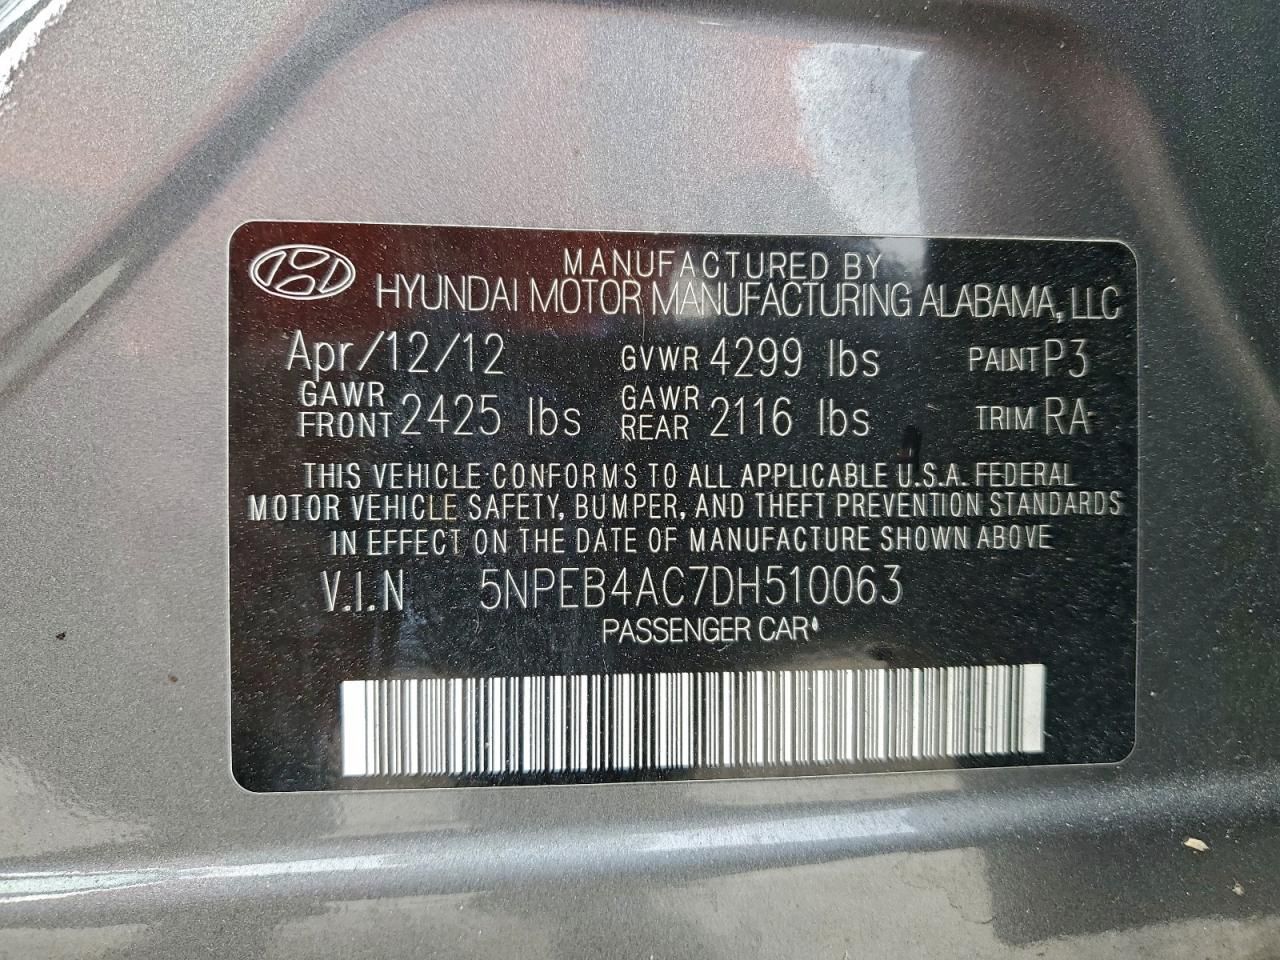 MANUFACTURED BY
HYUNDAI MOTOR MANUFACTURING ALABAMA, LLC
Apr/12/12 GVWR 4299 lbs PAINT P3
GAWR FRONT 2425 lbs GAWR REAR 2116 lbs TRIM RA
THIS VEHICLE CONFORMS TO ALL APPLICABLE U.S.A. FEDERAL
MOTOR VEHICLE SAFETY, BUMPER, AND THEFT PREVENTION STANDARDS
IN EFFECT ON THE DATE OF MANUFACTURE SHOWN ABOVE
V.I.N 5NPEB4AC7DH510063
PASSENGER CAR